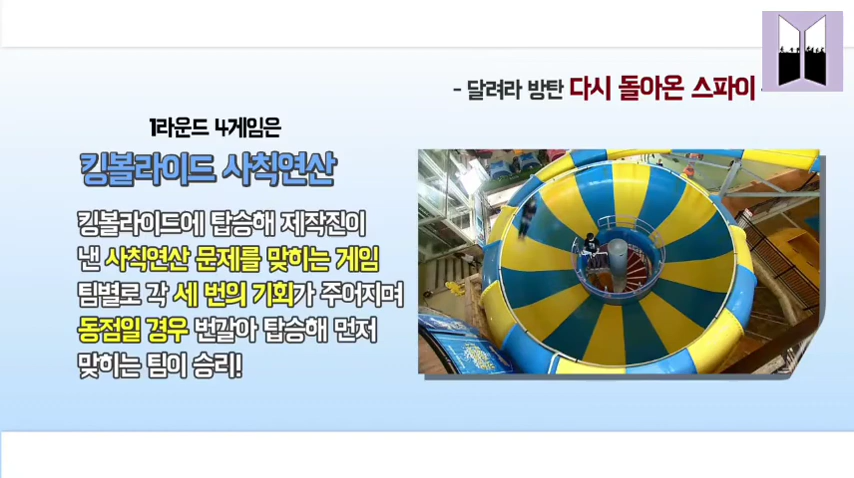 - 달려라 방탄 다시 돌아온 스파이 -
1라운드 4게임은
킹볼라이드 사칙연산
킹볼라이드에 탑승해 제작진이
낸 사칙연산 문제를 맞히는 게임
팀별로 각 세 번의 기회가 주어지며
동점일 경우 번갈아 탑승해 먼저
맞히는 팀이 승리!